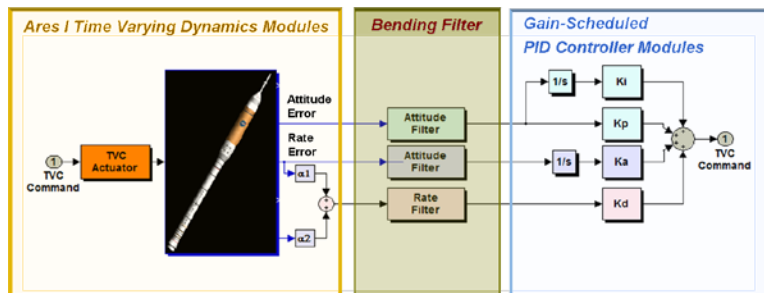 Ares I Time Varying Dynamics Modules
Bending Filter
Gain-Scheduled
PID Controller Modules
1
TVC
Command
TVC
Actuator
Attitude
Error
Rate
Error
α1
α2
Attitude
Filter
Attitude
Filter
Rate
Filter
1/s
Ki
Kp
1/s
Ka
Kd
1
TVC
Command